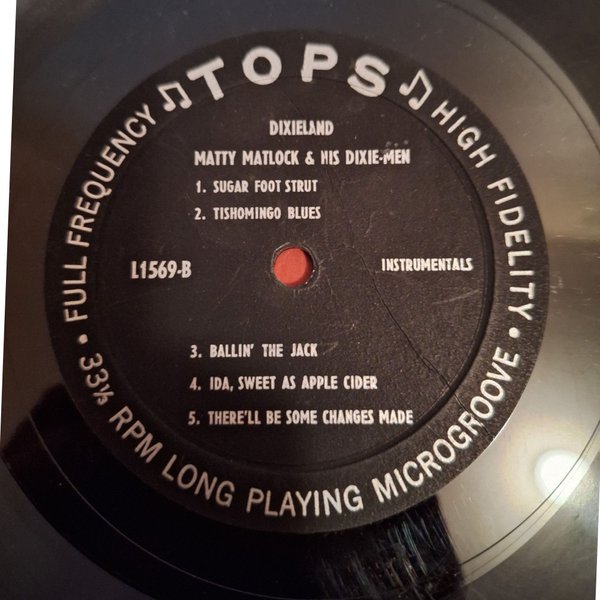 TOPS
FULL FREQUENCY
HIGH FIDELITY
DIXIELAND
MATTY MATLOCK & HIS DIXIE-MEN
1. SUGAR FOOT STRUT
2. TISHOMINGO BLUES
L1569-B
INSTRUMENTALS
3. BALLIN' THE JACK
4. IDA, SWEET AS APPLE CIDER
5. THERE'LL BE SOME CHANGES MADE
• 33⅓ RPM LONG PLAYING MICROGROOVE •